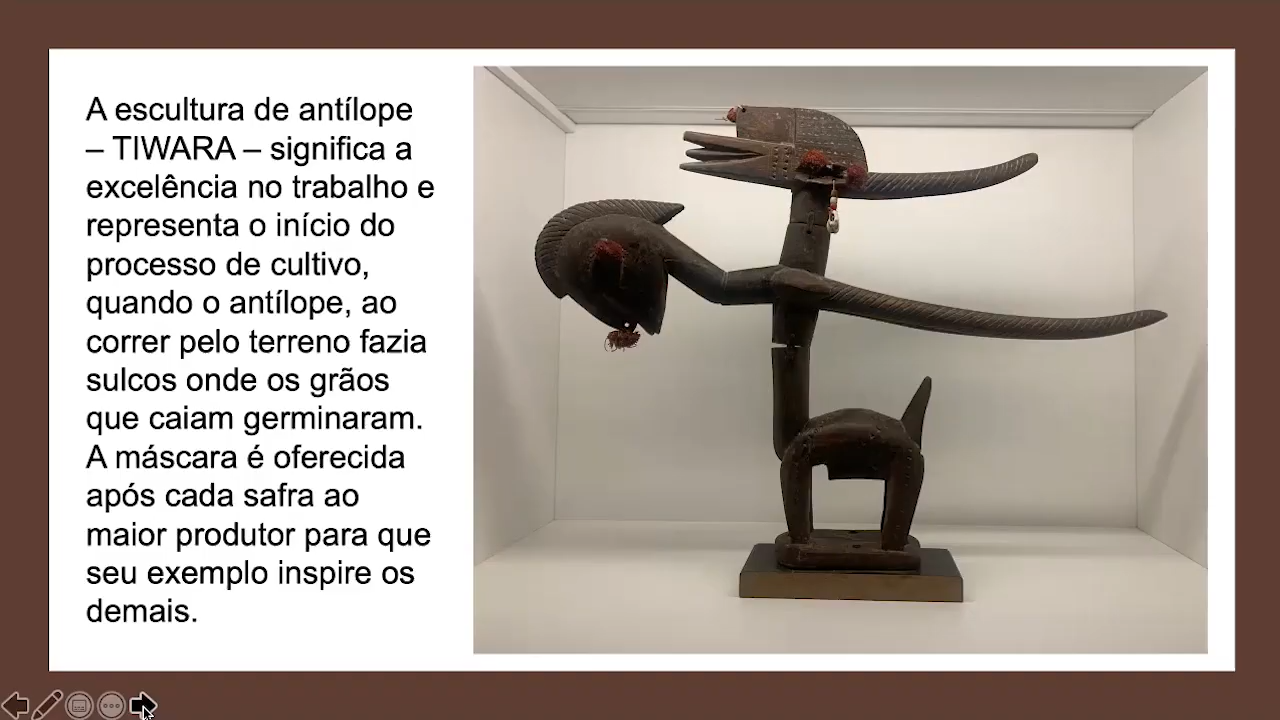 A escultura de antílope
– TIWARA – significa a
excelência no trabalho e
representa o início do
processo de cultivo,
quando o antílope, ao
correr pelo terreno fazia
sulcos onde os grãos
que caiam germinaram.
A máscara é oferecida
após cada safra ao
maior produtor para que
seu exemplo inspire os
demais.